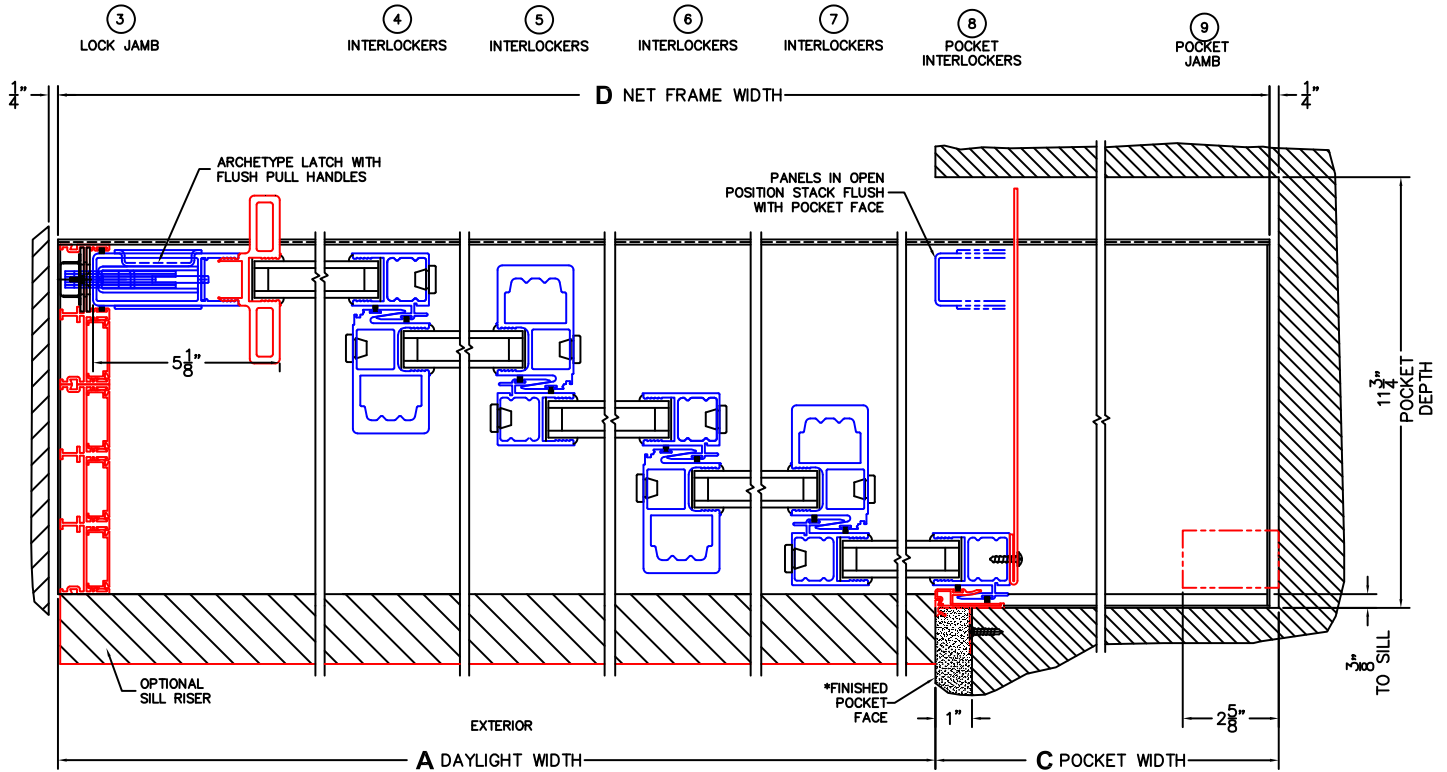 3
LOCK JAMB
4
INTERLOCKERS
5
INTERLOCKERS
6
INTERLOCKERS
7
INTERLOCKERS
8
POCKET
INTERLOCKERS
9
POCKET
JAMB
1/4"
D NET FRAME WIDTH
1/4"
ARCHETYPE LATCH WITH
FLUSH PULL HANDLES
PANELS IN OPEN
POSITION STACK FLUSH
WITH POCKET FACE
5 1/8"
11 3/4"
POCKET
DEPTH
3/8"
TO SILL
OPTIONAL
SILL RISER
*FINISHED
POCKET
FACE
1"
2 5/8"
EXTERIOR
A DAYLIGHT WIDTH
C POCKET WIDTH